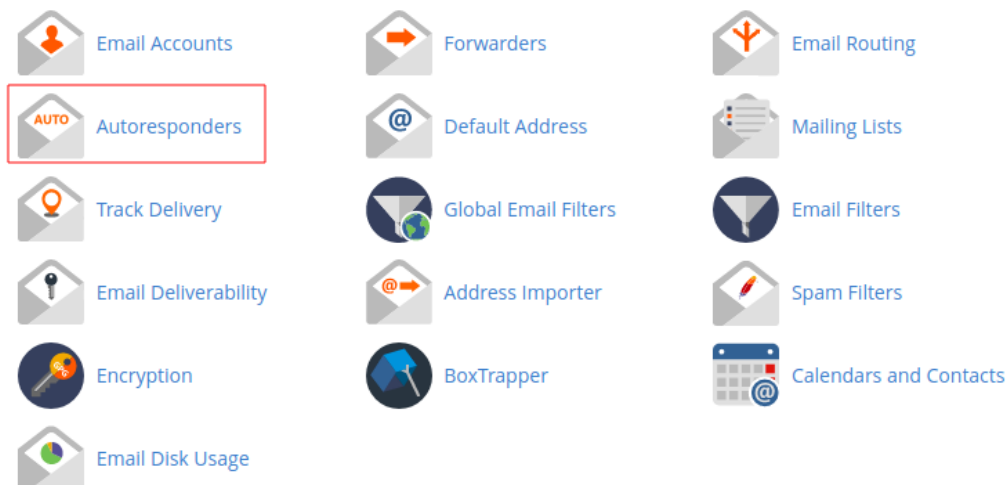 Email Accounts
Forwarders
Email Routing
AUTO
Autoresponders
@
Default Address
Mailing Lists
Track Delivery
Global Email Filters
Email Filters
Email Deliverability
@
Address Importer
Spam Filters
GPG
Encryption
BoxTrapper
@
Calendars and Contacts
Email Disk Usage